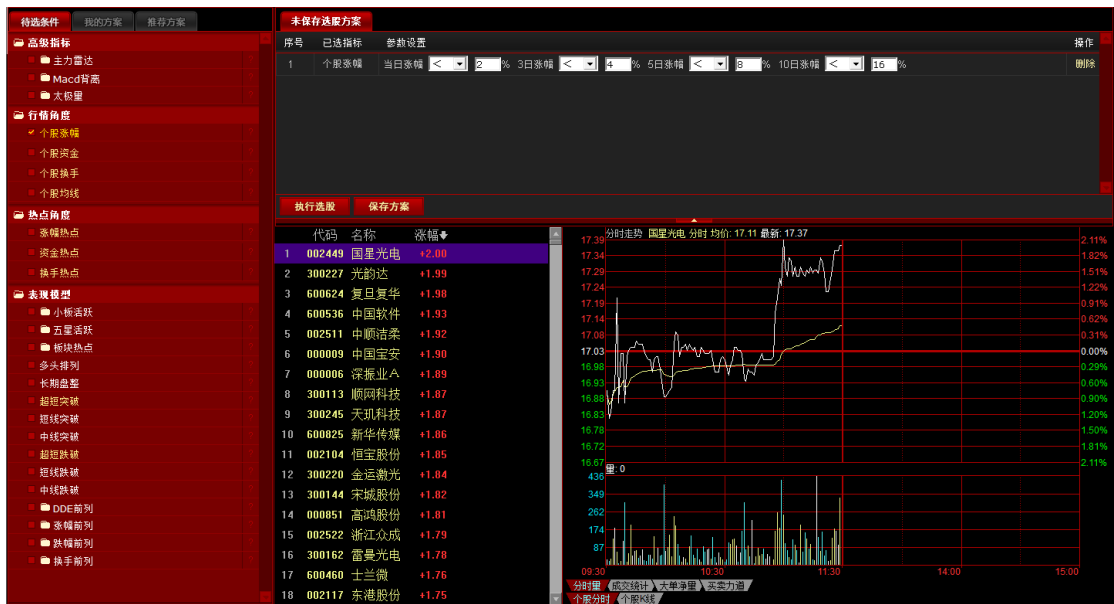 待选条件 我的方案 推荐方案
高级指标
主力雷达
Macd背离
太极量
行情角度
个股涨幅
个股资金
个股换手
个股均线
热点角度
涨幅热点
资金热点
换手热点
表现模型
小板活跃
五星活跃
板块热点
多头排列
长期盘整
超短突破
短线突破
中线突破
超短跌破
短线跌破
中线跌破
DDE前列
涨幅前列
跌幅前列
换手前列
未保存选股方案
序号 已选指标 参数设置 操作
1 个股涨幅 当日涨幅 < 2 % 3日涨幅 < 4 % 5日涨幅 < 8 % 10日涨幅 < 16 % 删除
执行选股 保存方案
代码 名称 涨幅
1 002449 国星光电 +2.00
2 300227 光韵达 +1.99
3 600624 复旦复华 +1.98
4 600536 中国软件 +1.93
5 002511 中顺洁柔 +1.92
6 000009 中国宝安 +1.90
7 000006 深振业A +1.89
8 300113 顺网科技 +1.87
9 300245 天玑科技 +1.87
10 600825 新华传媒 +1.86
11 002104 恒宝股份 +1.85
12 300220 金运激光 +1.84
13 300144 宋城股份 +1.82
14 000851 高鸿股份 +1.81
15 002522 浙江众成 +1.79
16 300162 雷曼光电 +1.78
17 600460 士兰微 +1.76
18 002117 东港股份 +1.75
分时走势 国星光电 分时 均价: 17.11 最新: 17.37
17.39 2.11%
17.34 1.82%
17.29 1.51%
17.24 1.22%
17.19 0.91%
17.14 0.62%
17.08 0.31%
17.03 0.00%
16.98 0.29%
16.93 0.60%
16.88 0.90%
16.83 1.20%
16.78 1.50%
16.72 1.81%
16.67 2.11%
量: 0
436
349
262
174
87
09:30 10:30 11:30 14:00 15:00
分时量 成交统计 大单净量 买卖力道
个股分时 个股K线